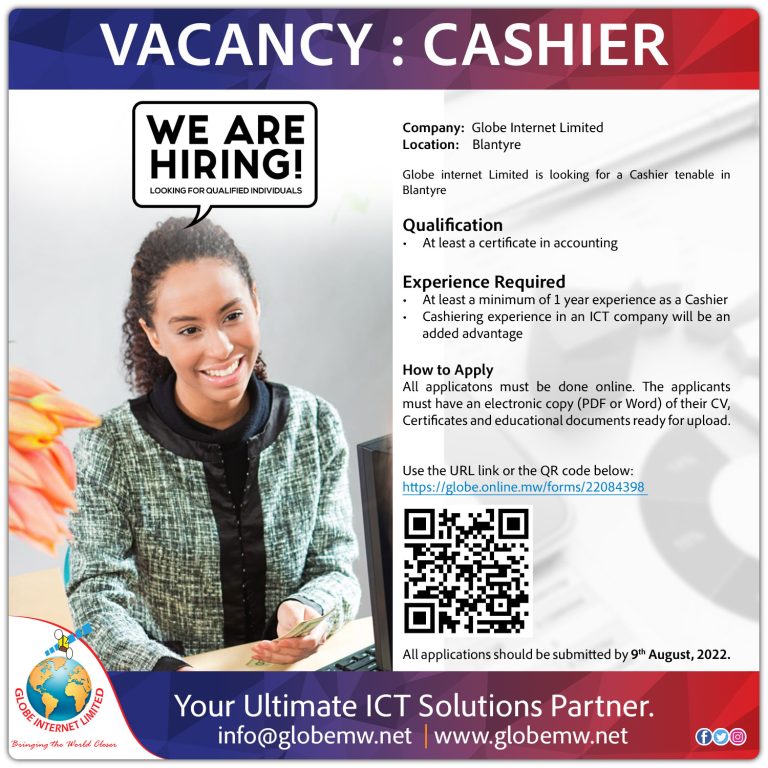 VACANCY : CASHIER
WE ARE
HIRING!
LOOKING FOR QUALIFIED INDIVIDUALS
Company: Globe Internet Limited
Location: Blantyre
Globe internet Limited is looking for a Cashier tenable in
Blantyre
Qualification
• At least a certificate in accounting
Experience Required
• At least a minimum of 1 year experience as a Cashier
• Cashiering experience in an ICT company will be an
added advantage
How to Apply
All applicatons must be done online. The applicants
must have an electronic copy (PDF or Word) of their CV,
Certificates and educational documents ready for upload.
Use the URL link or the QR code below:
https://globe.online.mw/forms/22084398
All applications should be submitted by 9th August, 2022.
GLOBE INTERNET LIMITED
Bringing the World Closer
Your Ultimate ICT Solutions Partner.
info@globemw.net | www.globemw.net